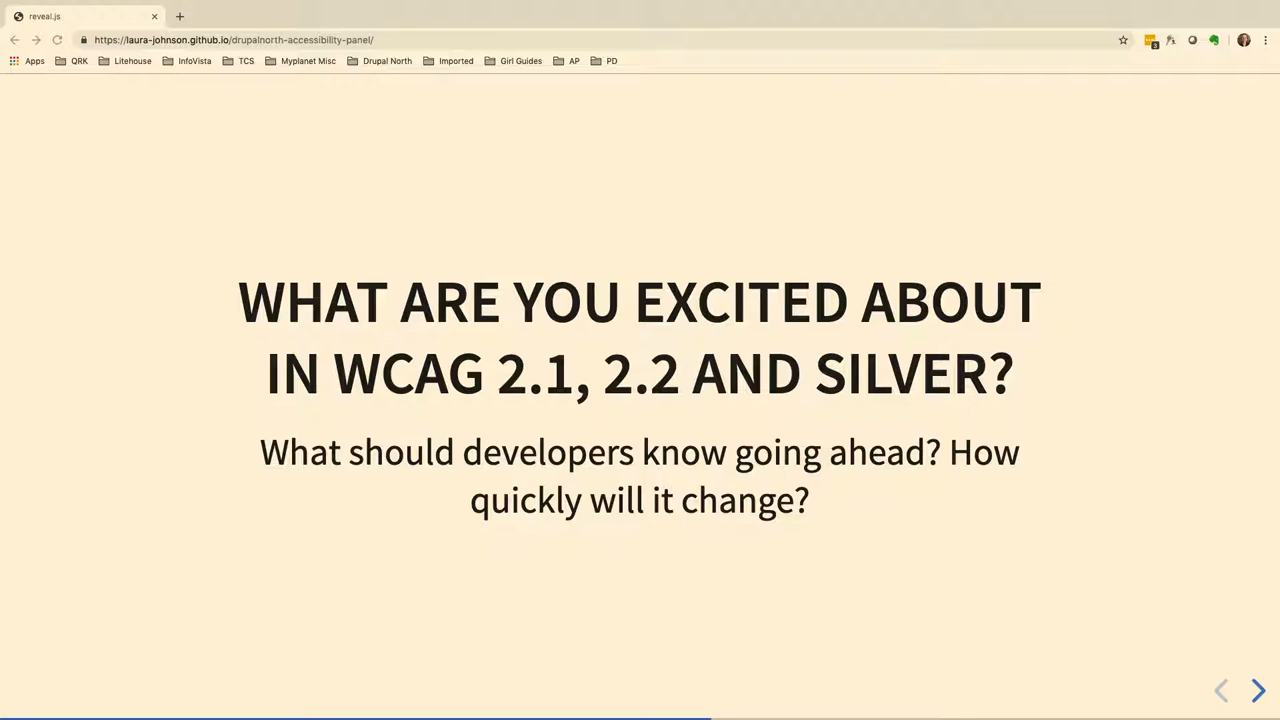 reveal.js
https://laura-johnson.github.io/drupalnorth-accessibility-panel/
Apps QRK Litehouse InfoVista TCS Myplanet Misc Drupal North Imported Girl Guides AP PD
WHAT ARE YOU EXCITED ABOUT
IN WCAG 2.1, 2.2 AND SILVER?
What should developers know going ahead? How
quickly will it change?